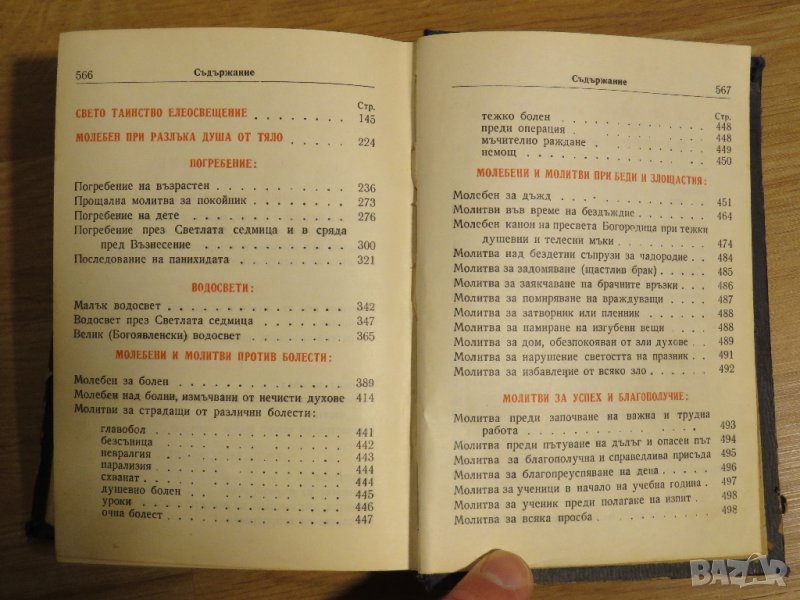 566
Съдържание
Стр.
СВЕТО ТАИНСТВО ЕЛЕОСВЕЩЕНИЕ . . . . . . . 145
МОЛЕБЕН ПРИ РАЗЛЪКА ДУША ОТ ТЯЛО . . . . 224
ПОГРЕБЕНИЕ:
Погребение на възрастен . . . . . . . . 236
Прощална молитва за покойник . . . . . . . 273
Погребение на дете . . . . . . . . . 276
Погребение през Светлата седмица и в сряда
пред Възнесение . . . . . . . . . 300
Последование на панихидата . . . . . . . 321
ВОДОСВЕТИ:
Малък водосвет . . . . . . . . . . 342
Водосвет през Светлата седмица . . . . . . 347
Велик (Богоявленски) водосвет . . . . . . 365
МОЛЕБЕНИ И МОЛИТВИ ПРОТИВ БОЛЕСТИ:
Молебен за болен . . . . . . . . . 389
Молебен над болни, измъчвани от нечисти духове 414
Молитви за страдащи от различни болести:
главобол . . . . . . . . . . 441
безсъница . . . . . . . . . . 442
невралгия . . . . . . . . . . 443
парализия . . . . . . . . . . 444
схванат . . . . . . . . . . 444
душевно болен . . . . . . . . . 445
уроки . . . . . . . . . . 446
очна болест . . . . . . . . . . 447
Съдържание
567
Стр.
тежко болен . . . . . . . . . 448
преди операция . . . . . . . . 448
мъчително раждане . . . . . . . 449
немощ . . . . . . . . . . 450
МОЛЕБЕНИ И МОЛИТВИ ПРИ БЕДИ И ЗЛОЩАСТИЯ:
Молебен за дъжд . . . . . . . . . 451
Молитви във време на бездъждие . . . . . . 464
Молебен канон на пресвета Богородица при тежки
душевни и телесни мъки . . . . . . . 474
Молитва над бездетни съпрузи за чадородие . . 484
Молитва за задомяване (щастлив брак) . . . . 485
Молитва за заякчаване на брачните връзки . . . 486
Молитва за помиряване на враждуващи . . . . 487
Молитва за затворник или пленник . . . . . 488
Молитва за намиране на изгубени вещи . . . . 488
Молитва за дом, обезпокояван от зли духове . . 489
Молитва за нарушение светостта на празник . . 491
Молитва за избавление от всяко зло . . . . . 492
МОЛИТВИ ЗА УСПЕХ И БЛАГОПОЛУЧИЕ:
Молитва преди започване на важна и трудна
работа . . . . . . . . . . 493
Молитва преди пътуване на дълъг и опасен път 494
Молитва за благополучна и справедлива присъда 495
Молитва за благопреуспяване на дена . . . . . 496
Молитва за ученици в начало на учебна година . . 497
Молитва за ученик преди полагаке на изпит . . 498
Молитва за всяка просба . . . . . . . . 498
BAZAR